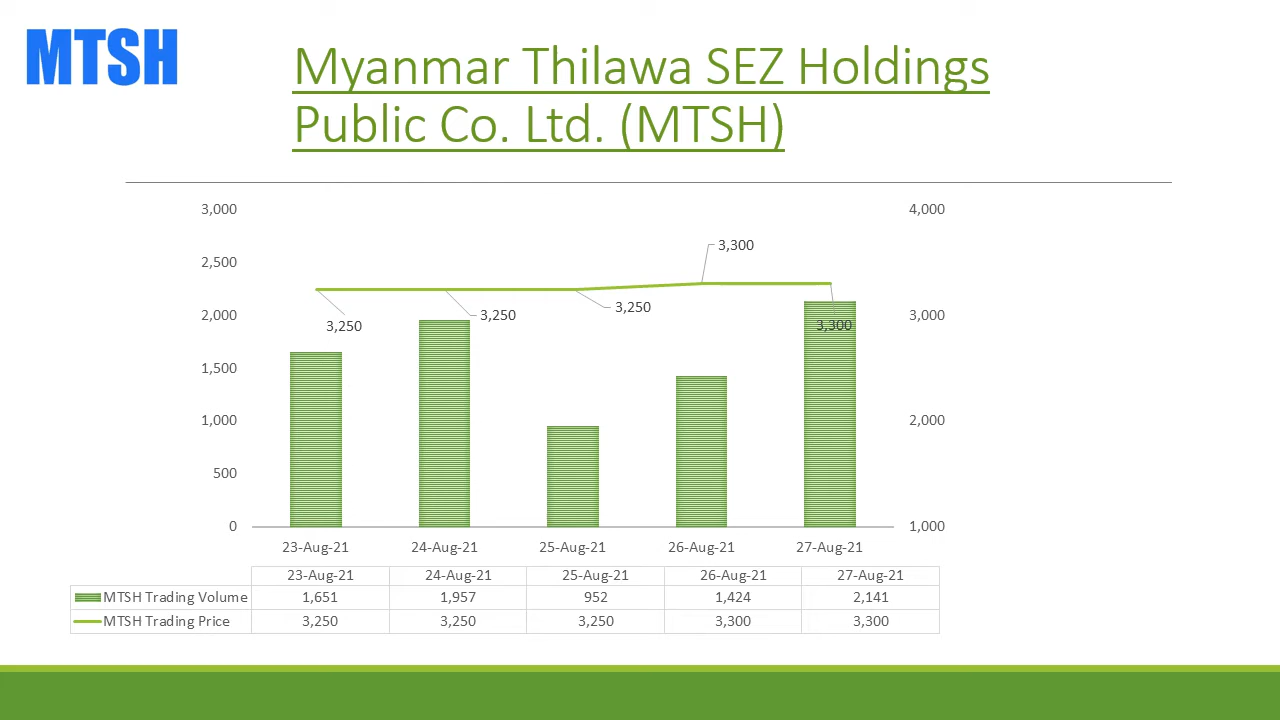 MTSH
Myanmar Thilawa SEZ Holdings
Public Co. Ltd. (MTSH)
3,000
4,000
2,500
2,000
3,000
1,500
1,000
2,000
500
0
1,000
3,250
3,250
3,250
3,300
3,300
23-Aug-21 24-Aug-21 25-Aug-21 26-Aug-21 27-Aug-21
23-Aug-21 24-Aug-21 25-Aug-21 26-Aug-21 27-Aug-21
MTSH Trading Volume 1,651 1,957 952 1,424 2,141
MTSH Trading Price 3,250 3,250 3,250 3,300 3,300